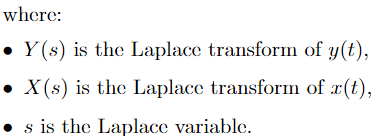 where:
• Y(s) is the Laplace transform of y(t),
• X(s) is the Laplace transform of x(t),
• s is the Laplace variable.